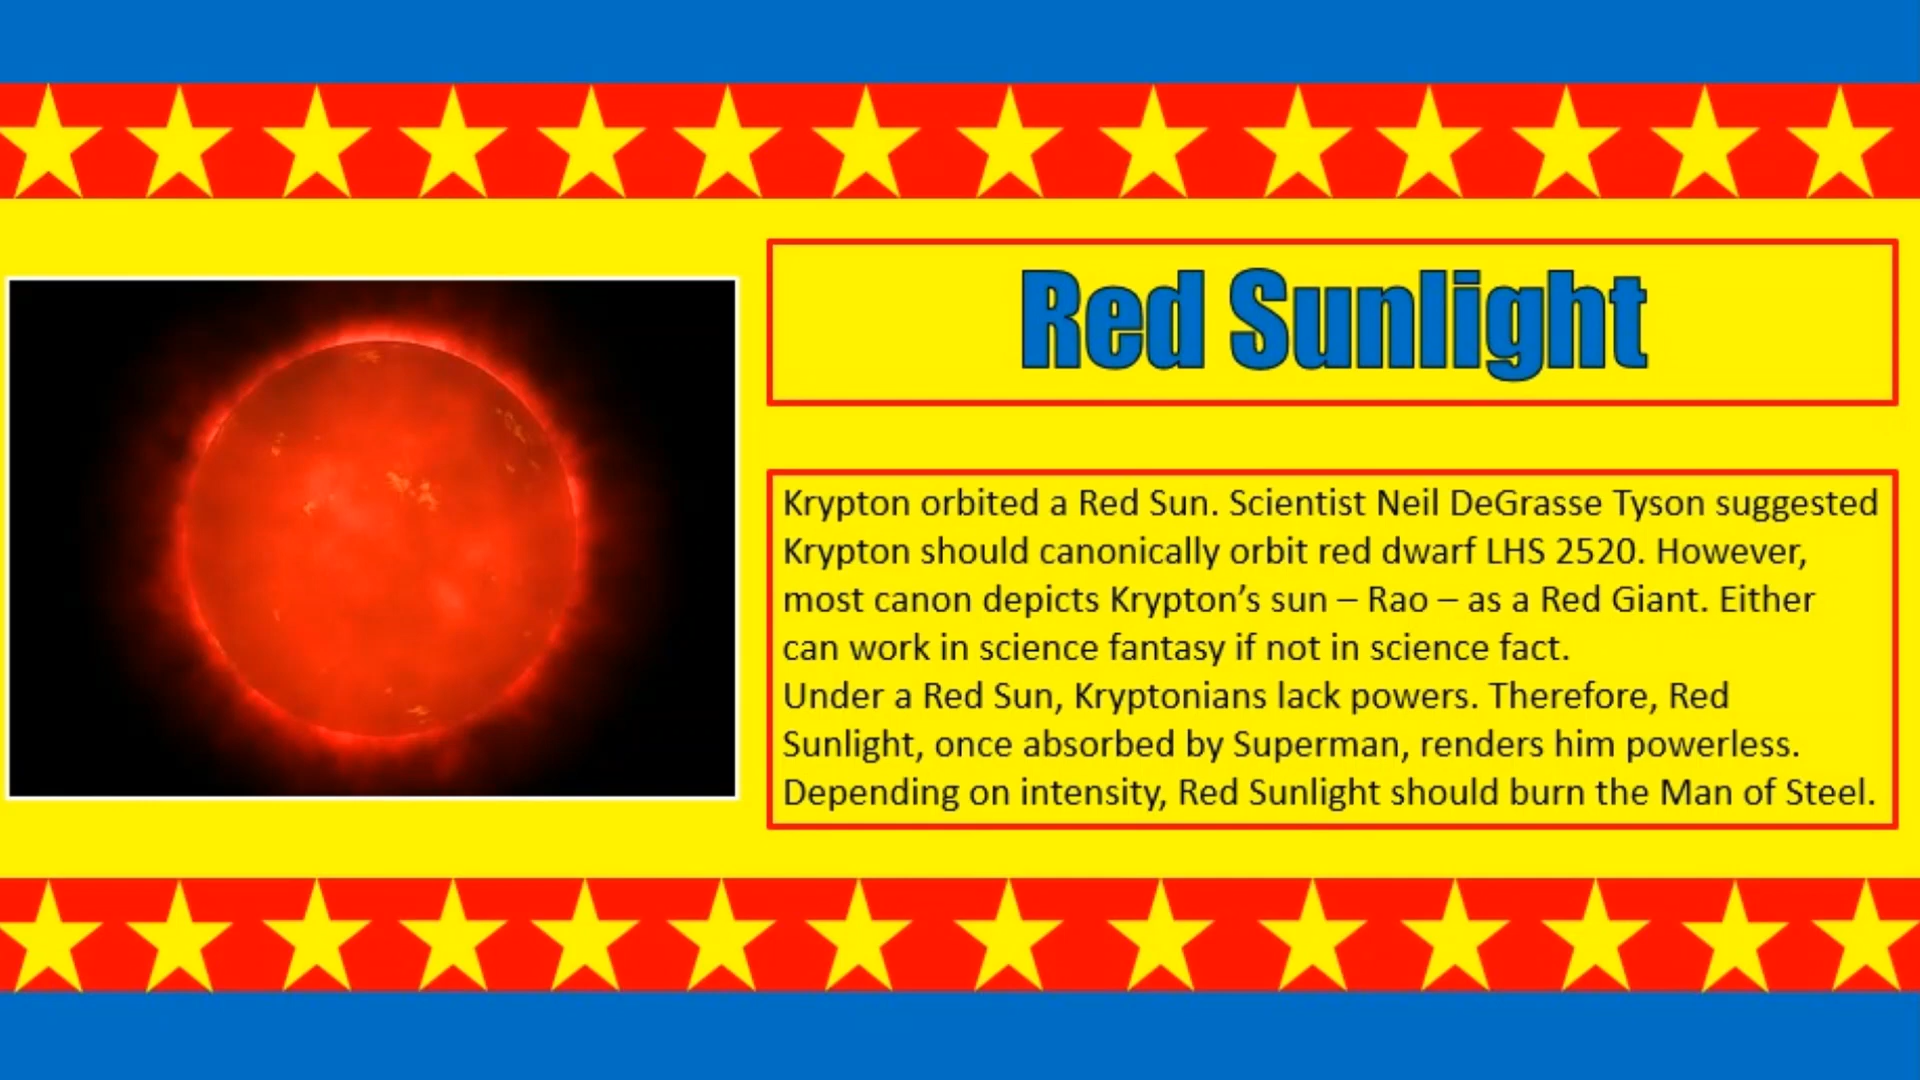 Red Sunlight
Krypton orbited a Red Sun. Scientist Neil DeGrasse Tyson suggested
Krypton should canonically orbit red dwarf LHS 2520. However,
most canon depicts Krypton’s sun – Rao – as a Red Giant. Either
can work in science fantasy if not in science fact.
Under a Red Sun, Kryptonians lack powers. Therefore, Red
Sunlight, once absorbed by Superman, renders him powerless.
Depending on intensity, Red Sunlight should burn the Man of Steel.